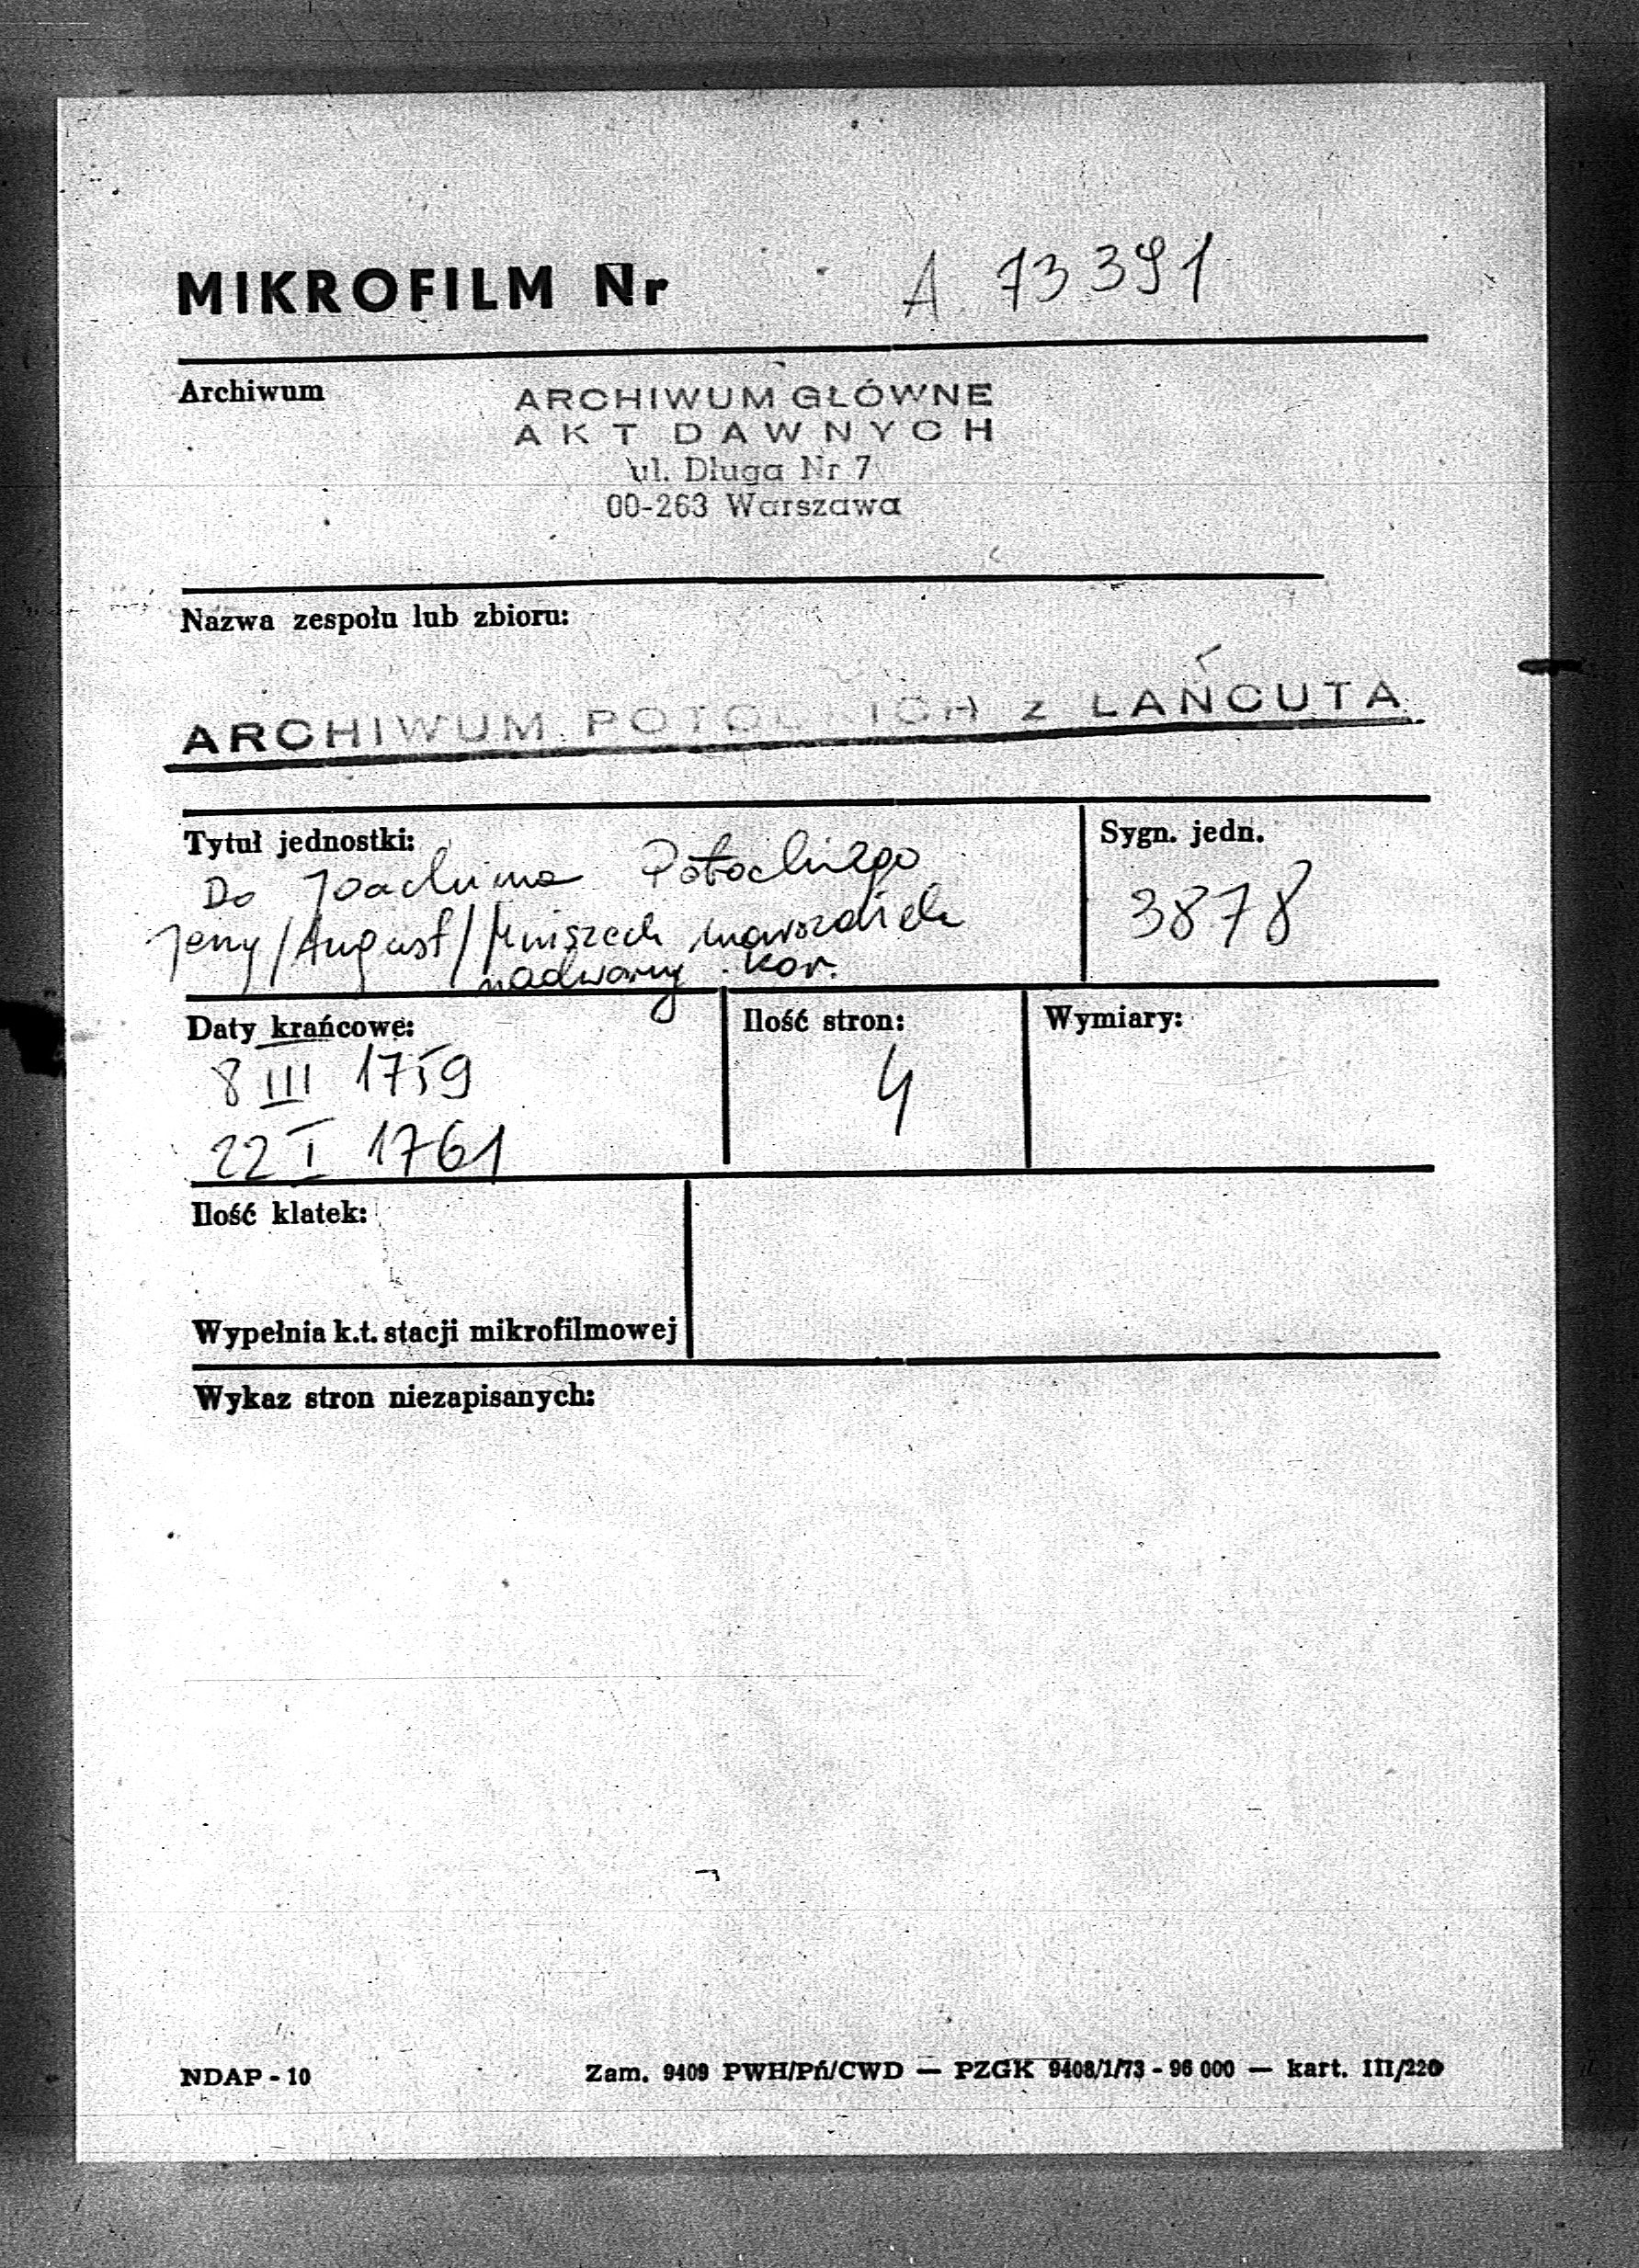 MIKROFILM Nr A 73391
Archiwum
ARCHIWUM GŁÓWNE
AKT DAWNYCH
ul. Długa Nr 7
00-263 Warszawa
Nazwa zespołu lub zbioru:
ARCHIWUM POTOCKICH z ŁAŃCUTA
Tytuł jednostki:
Do Joachima Potockiego
Jerzy /August/ Mniszech marszałek
nadworny kor.
Sygn. jedn.
3878
Daty krańcowe:
8 III 1759
22 I 1761
Ilość stron:
4
Wymiary:
Ilość klatek:
Wypełnia k.t. stacji mikrofilmowej
Wykaz stron niezapisanych:
NDAP - 10
Zam. 9409 PWH/Pń/CWD — PZGK 9408/1/73 - 96 000 — kart. III/220